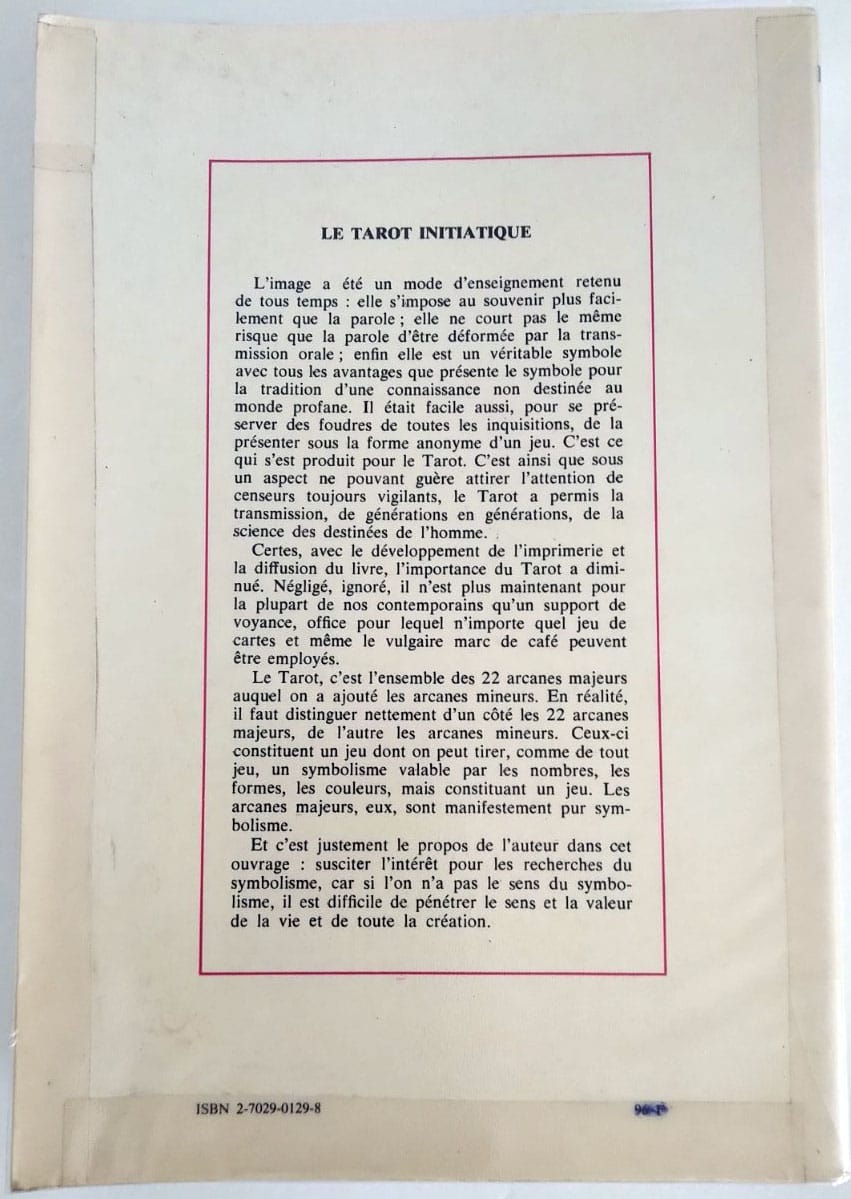 LE TAROT INITIATIQUE
L'image a été un mode d'enseignement retenu
de tous temps : elle s'impose au souvenir plus faci-
lement que la parole ; elle ne court pas le même
risque que la parole d'être déformée par la trans-
mission orale ; enfin elle est un véritable symbole
avec tous les avantages que présente le symbole pour
la tradition d'une connaissance non destinée au
monde profane. Il était facile aussi, pour se pré-
server des foudres de toutes les inquisitions, de la
présenter sous la forme anonyme d'un jeu. C'est ce
qui s'est produit pour le Tarot. C'est ainsi que sous
un aspect ne pouvant guère attirer l'attention de
censeurs toujours vigilants, le Tarot a permis la
transmission, de générations en générations, de la
science des destinées de l'homme.
Certes, avec le développement de l'imprimerie et
la diffusion du livre, l'importance du Tarot a dimi-
nué. Négligé, ignoré, il n'est plus maintenant pour
la plupart de nos contemporains qu'un support de
voyance, office pour lequel n'importe quel jeu de
cartes et même le vulgaire marc de café peuvent
être employés.
Le Tarot, c'est l'ensemble des 22 arcanes majeurs
auquel on a ajouté les arcanes mineurs. En réalité,
il faut distinguer nettement d'un côté les 22 arcanes
majeurs, de l'autre les arcanes mineurs. Ceux-ci
constituent un jeu dont on peut tirer, comme de tout
jeu, un symbolisme valable par les nombres, les
formes, les couleurs, mais constituant un jeu. Les
arcanes majeurs, eux, sont manifestement pur sym-
bolisme.
Et c'est justement le propos de l'auteur dans cet
ouvrage : susciter l'intérêt pour les recherches du
symbolisme, car si l'on n'a pas le sens du symbo-
lisme, il est difficile de pénétrer le sens et la valeur
de la vie et de toute la création.
ISBN 2-7029-0129-8